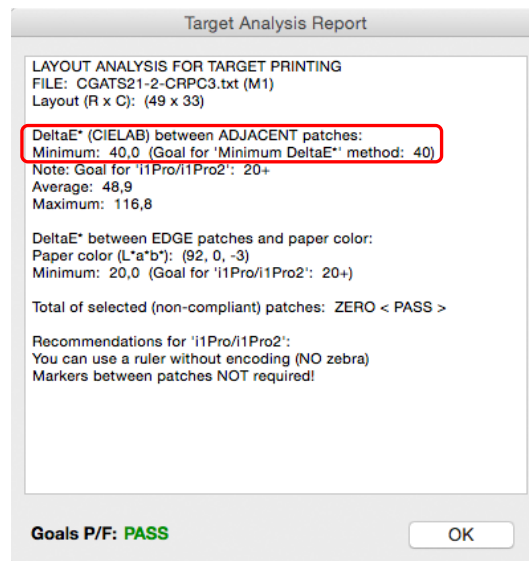 Target Analysis Report
LAYOUT ANALYSIS FOR TARGET PRINTING
FILE: CGATS21-2-CRPC3.txt (M1)
Layout (R x C): (49 x 33)
DeltaE* (CIELAB) between ADJACENT patches:
Minimum: 40,0 (Goal for 'Minimum DeltaE*' method: 40)
Note: Goal for 'i1Pro/i1Pro2': 20+
Average: 48,9
Maximum: 116,8
DeltaE* between EDGE patches and paper color:
Paper color (L*a*b*): (92, 0, -3)
Minimum: 20,0 (Goal for 'i1Pro/i1Pro2': 20+)
Total of selected (non-compliant) patches: ZERO < PASS >
Recommendations for 'i1Pro/i1Pro2':
You can use a ruler without encoding (NO zebra)
Markers between patches NOT required!
Goals P/F: PASS
OK